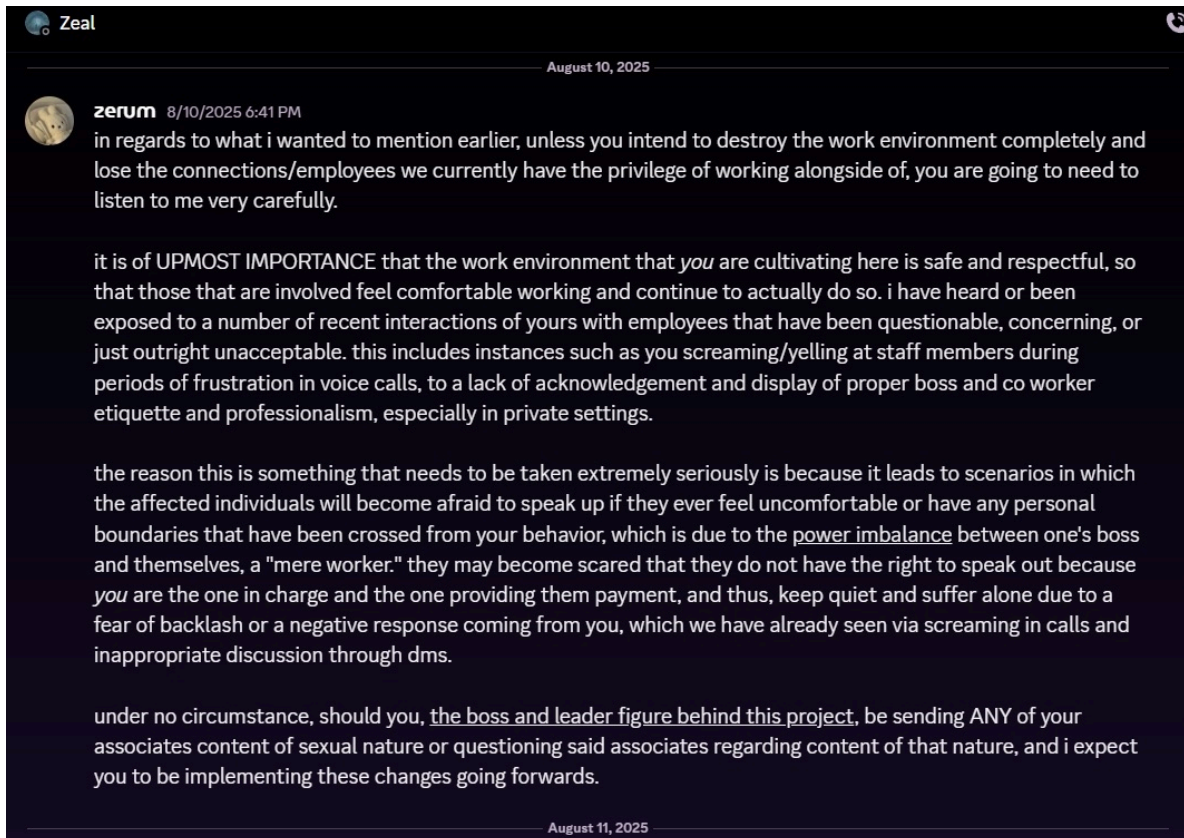 Zeal
August 10, 2025
zerum 8/10/2025 6:41 PM
in regards to what i wanted to mention earlier, unless you intend to destroy the work environment completely and
lose the connections/employees we currently have the privilege of working alongside of, you are going to need to
listen to me very carefully.
it is of UPMOST IMPORTANCE that the work environment that you are cultivating here is safe and respectful, so
that those that are involved feel comfortable working and continue to actually do so. i have heard or been
exposed to a number of recent interactions of yours with employees that have been questionable, concerning, or
just outright unacceptable. this includes instances such as you screaming/yelling at staff members during
periods of frustration in voice calls, to a lack of acknowledgement and display of proper boss and co worker
etiquette and professionalism, especially in private settings.
the reason this is something that needs to be taken extremely seriously is because it leads to scenarios in which
the affected individuals will become afraid to speak up if they ever feel uncomfortable or have any personal
boundaries that have been crossed from your behavior, which is due to the power imbalance between one's boss
and themselves, a "mere worker." they may become scared that they do not have the right to speak out because
you are the one in charge and the one providing them payment, and thus, keep quiet and suffer alone due to a
fear of backlash or a negative response coming from you, which we have already seen via screaming in calls and
inappropriate discussion through dms.
under no circumstance, should you, the boss and leader figure behind this project, be sending ANY of your
associates content of sexual nature or questioning said associates regarding content of that nature, and i expect
you to be implementing these changes going forwards.
August 11, 2025